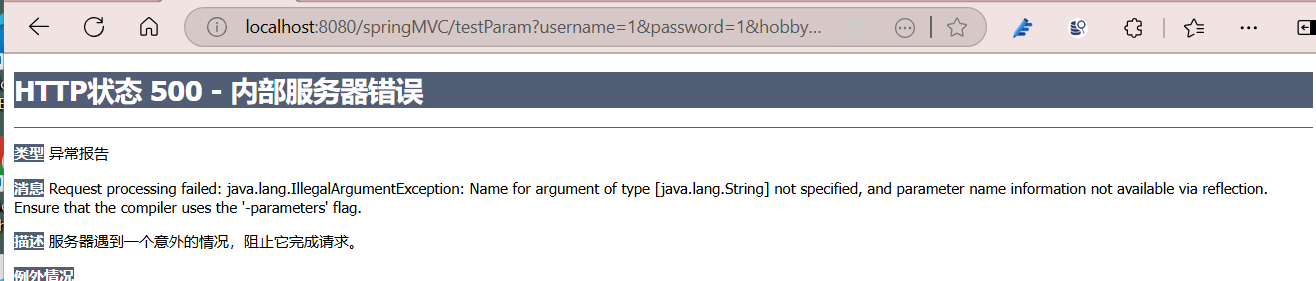 localhost:8080/springMVC/testParam?username=1&password=1&hobby...
HTTP状态 500 - 内部服务器错误
类型 异常报告
消息 Request processing failed: java.lang.IllegalArgumentException: Name for argument of type [java.lang.String] not specified, and parameter name information not available via reflection.
Ensure that the compiler uses the '-parameters' flag.
描述 服务器遇到一个意外的情况，阻止它完成请求。
例外情况